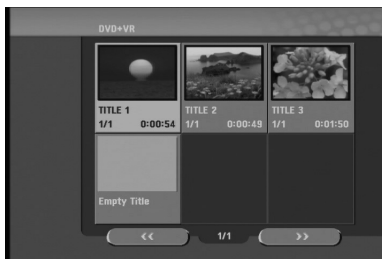 DVD+VR
TITLE 1
1/1 0:00:54
TITLE 2
1/1 0:00:49
TITLE 3
1/1 0:01:50
Empty Title
<< 1/1 >>